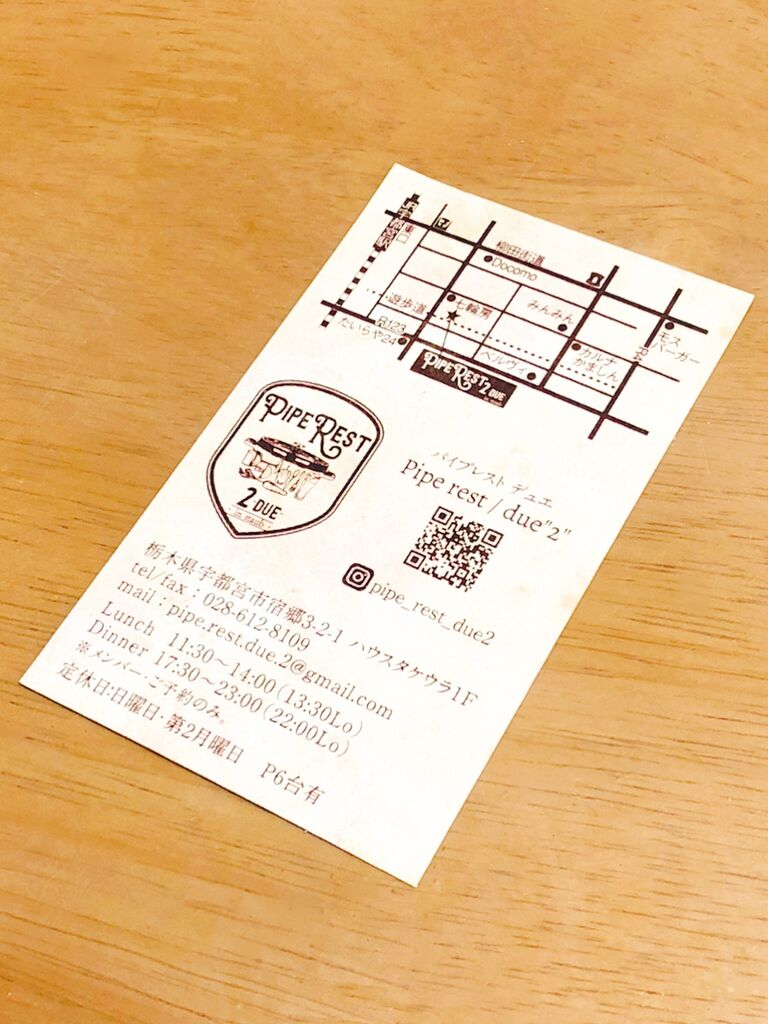 JR宇都宮駅
東口
柳田街道
Docomo
遊歩道
七輪房
みんみん
R123
たいらや24
ベルヴィ
カルナ
かましん
モス
バーガー
PIPE REST 2 DUE
PIPE REST
2 DUE
パイプレスト デュエ
Pipe rest / due"2"
pipe_rest_due2
栃木県宇都宮市宿郷3-2-1 ハウスタケウラ1F
tel/fax : 028-612-8109
mail : pipe.rest.due.2@gmail.com
Lunch 11:30～14:00 (13:30Lo)
Dinner 17:30～23:00 (22:00Lo)
※メンバー・ご予約のみ。
定休日:日曜日・第2月曜日 P6台有